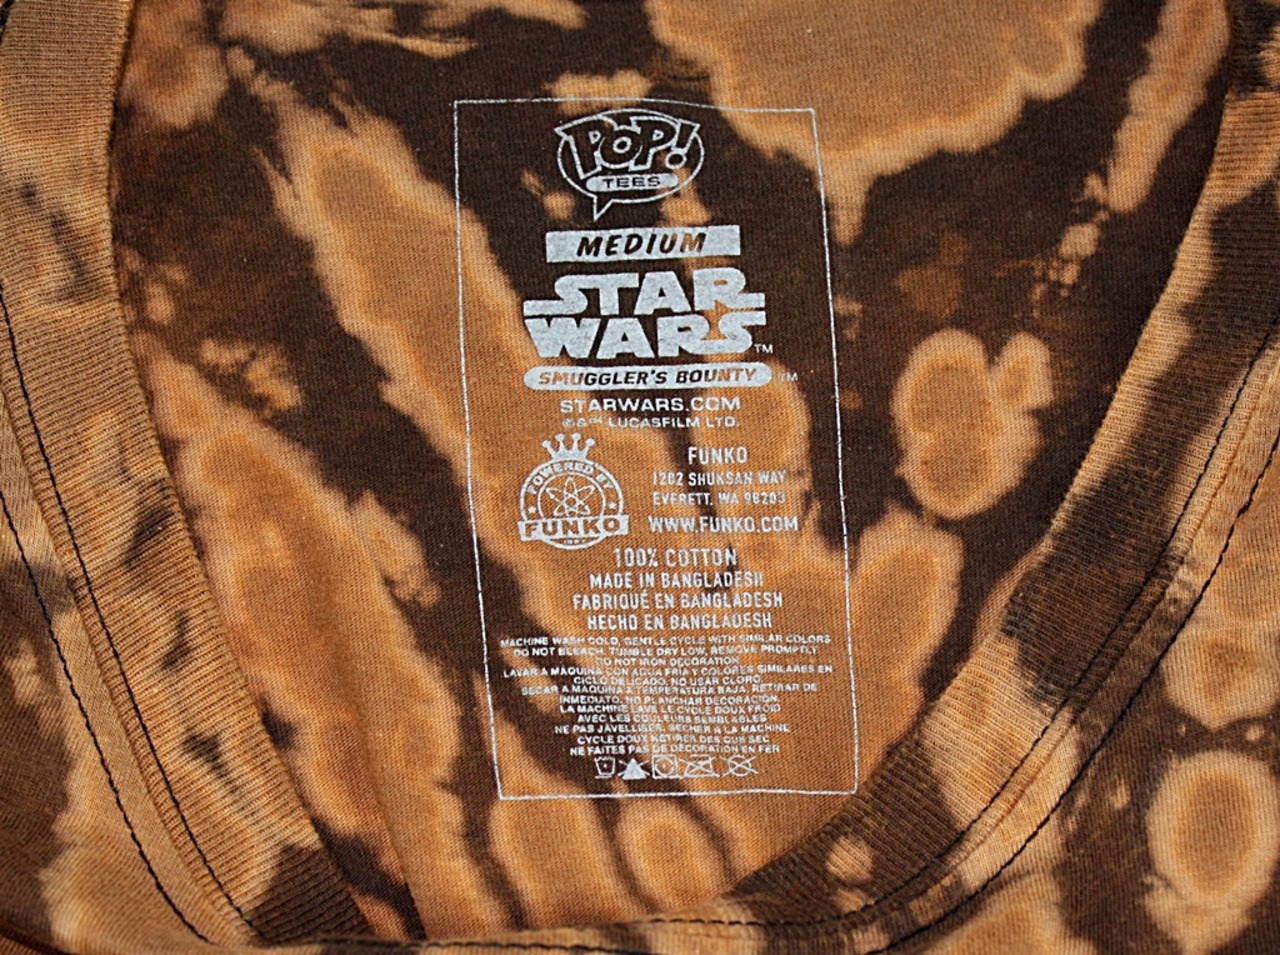 POP!
TEES
MEDIUM
STAR
WARS™
SMUGGLER'S BOUNTY™
STARWARS.COM
©&™ LUCASFILM LTD.
POWERED BY
FUNKO
FUNKO
1202 SHUKSAN WAY
EVERETT, WA 98203
WWW.FUNKO.COM
100% COTTON
MADE IN BANGLADESH
FABRIQUÉ EN BANGLADESH
HECHO EN BANGLADESH
MACHINE WASH COLD, GENTLE CYCLE WITH SIMILAR COLORS
DO NOT BLEACH, TUMBLE DRY LOW, REMOVE PROMPTLY
DO NOT IRON DECORATION
LAVAR A MAQUINA CON AGUA FRIA Y COLORES SIMILARES EN
CICLO DELICADO, NO USAR CLORO.
SECAR A MAQUINA A TEMPERATURA BAJA, RETIRAR DE
INMEDIATO, NO PLANCHAR DECORACION.
LA MACHINE LAVE LE CYCLE DOUX FROID
AVEC LES COULEURS SEMBLABLES
NE PAS JAVELLISER, SECHER A LA MACHINE
CYCLE DOUX RETIRER DES QUE SEC
NE FAITES PAS DE DECORATION EN FER